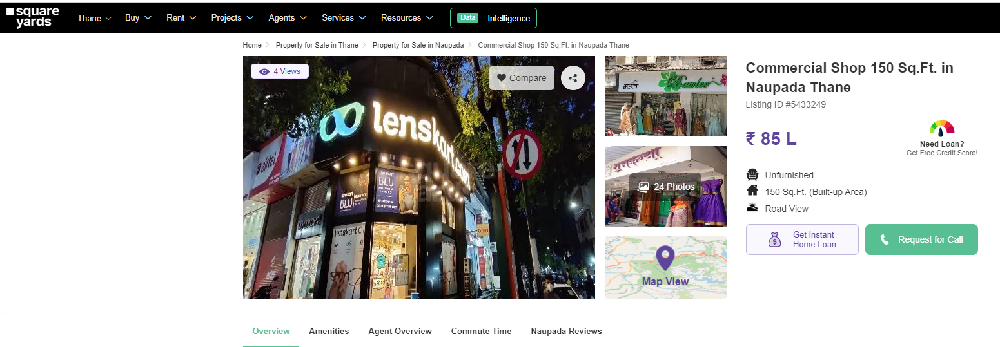 square
yards
Thane
Buy
Rent
Projects
Agents
Services
Resources
Data Intelligence
Home
Property for Sale in Thane
Property for Sale in Naupada
Commercial Shop 150 Sq.Ft. in Naupada Thane
4 Views
Compare
lenskart.com
airtel
lenskart
BLU
lenskart
BLU
lenskart
24 Photos
Map View
Commercial Shop 150 Sq.Ft. in
Naupada Thane
Listing ID #5433249
₹ 85 L
Need Loan?
Get Free Credit Score!
Unfurnished
150 Sq.Ft. (Built-up Area)
Road View
Get Instant
Home Loan
Request for Call
Overview
Amenities
Agent Overview
Commute Time
Naupada Reviews